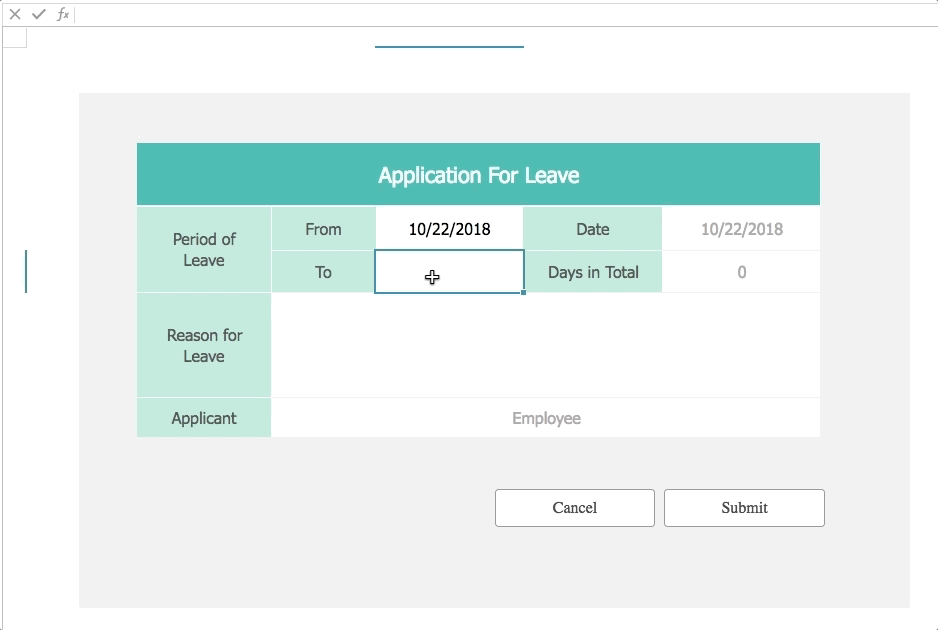 fx
Application For Leave
Period of
Leave
From
10/22/2018
Date
10/22/2018
To
Days in Total
0
Reason for
Leave
Applicant
Employee
Cancel
Submit